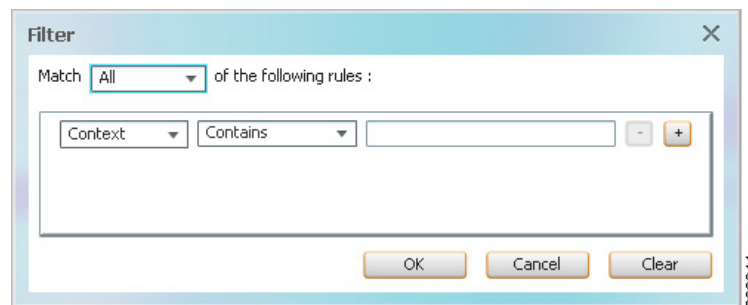 Filter
Match All of the following rules :
Context Contains - +
OK Cancel Clear